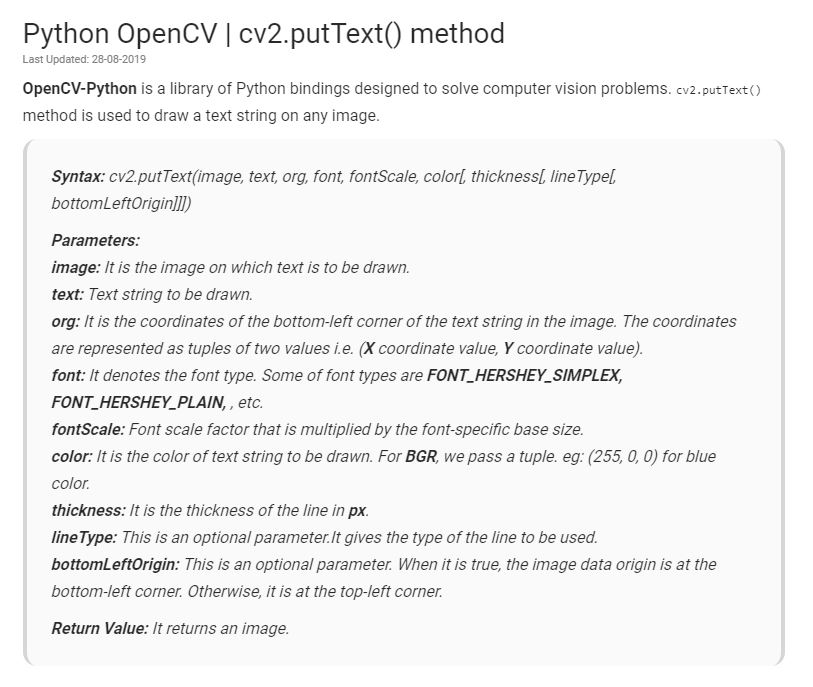 Python OpenCV | cv2.putText() method
Last Updated: 28-08-2019
OpenCV-Python is a library of Python bindings designed to solve computer vision problems. cv2.putText()
method is used to draw a text string on any image.
Syntax: cv2.putText(image, text, org, font, fontScale, color[, thickness[, lineType[,
bottomLeftOrigin]]])
Parameters:
image: It is the image on which text is to be drawn.
text: Text string to be drawn.
org: It is the coordinates of the bottom-left corner of the text string in the image. The coordinates
are represented as tuples of two values i.e. (X coordinate value, Y coordinate value).
font: It denotes the font type. Some of font types are FONT_HERSHEY_SIMPLEX,
FONT_HERSHEY_PLAIN, , etc.
fontScale: Font scale factor that is multiplied by the font-specific base size.
color: It is the color of text string to be drawn. For BGR, we pass a tuple. eg: (255, 0, 0) for blue
color.
thickness: It is the thickness of the line in px.
lineType: This is an optional parameter.It gives the type of the line to be used.
bottomLeftOrigin: This is an optional parameter. When it is true, the image data origin is at the
bottom-left corner. Otherwise, it is at the top-left corner.
Return Value: It returns an image.